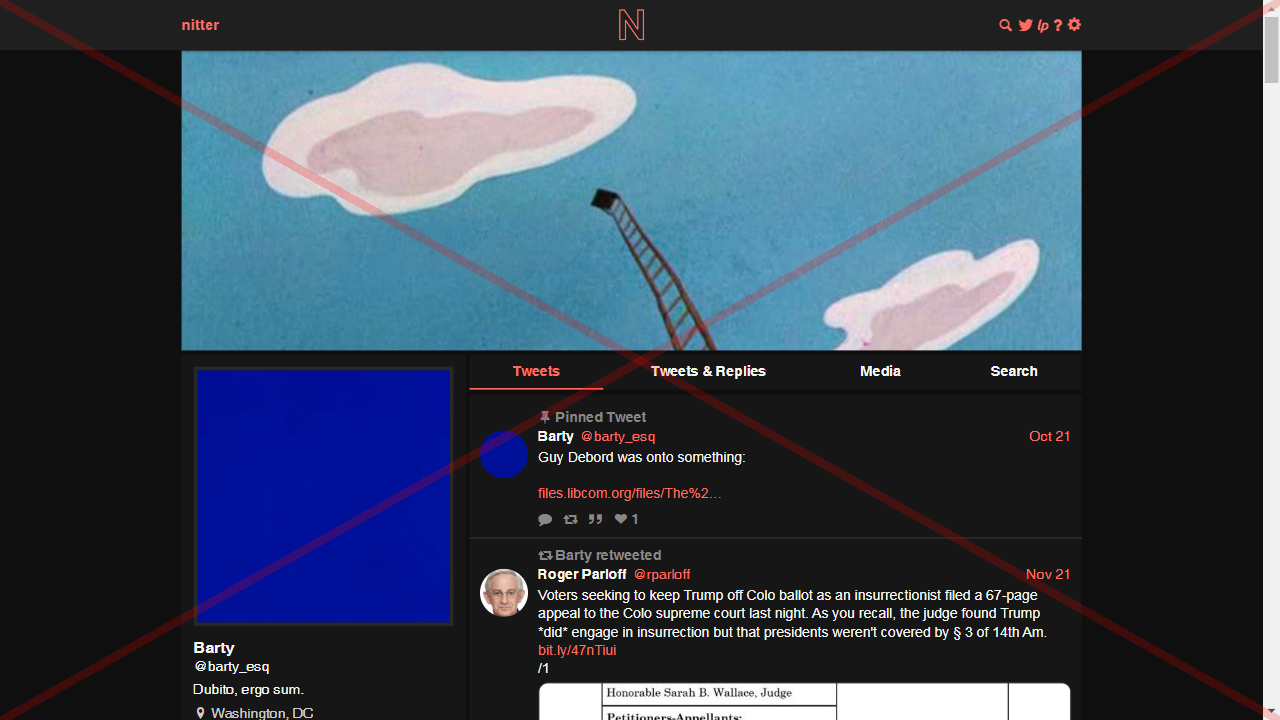 nitter
N
lp ?
Tweets
Tweets & Replies
Media
Search
Pinned Tweet
Barty @barty_esq
Oct 21
Guy Debord was onto something:
files.libcom.org/files/The%2…
1
Barty retweeted
Roger Parloff @rparloff
Nov 21
Voters seeking to keep Trump off Colo ballot as an insurrectionist filed a 67-page
appeal to the Colo supreme court last night. As you recall, the judge found Trump
*did* engage in insurrection but that presidents weren't covered by § 3 of 14th Am.
bit.ly/47nTiui
/1
Honorable Sarah B. Wallace, Judge
Petitioners-Appellants:
Barty
@barty_esq
Dubito, ergo sum.
Washington, DC